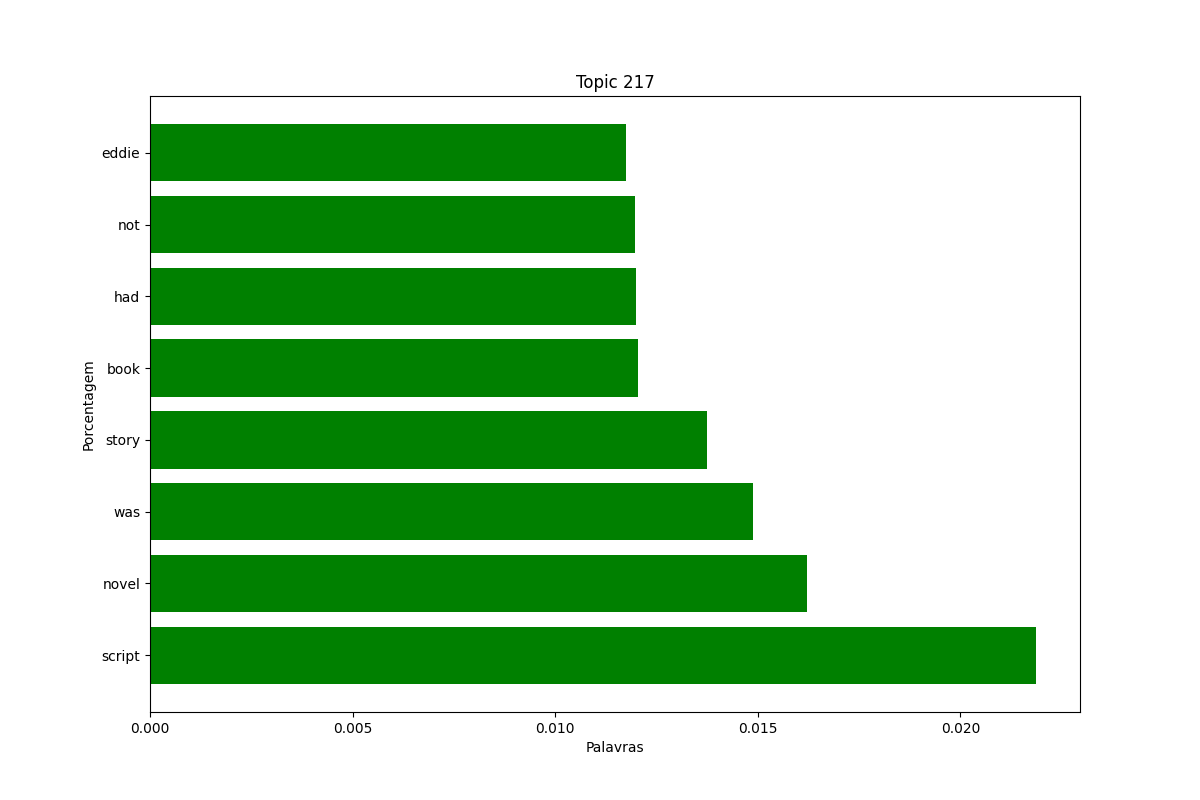 Topic 217
eddie
not
had
book
story
was
novel
script
Porcentagem
0.000 0.005 0.010 0.015 0.020
Palavras